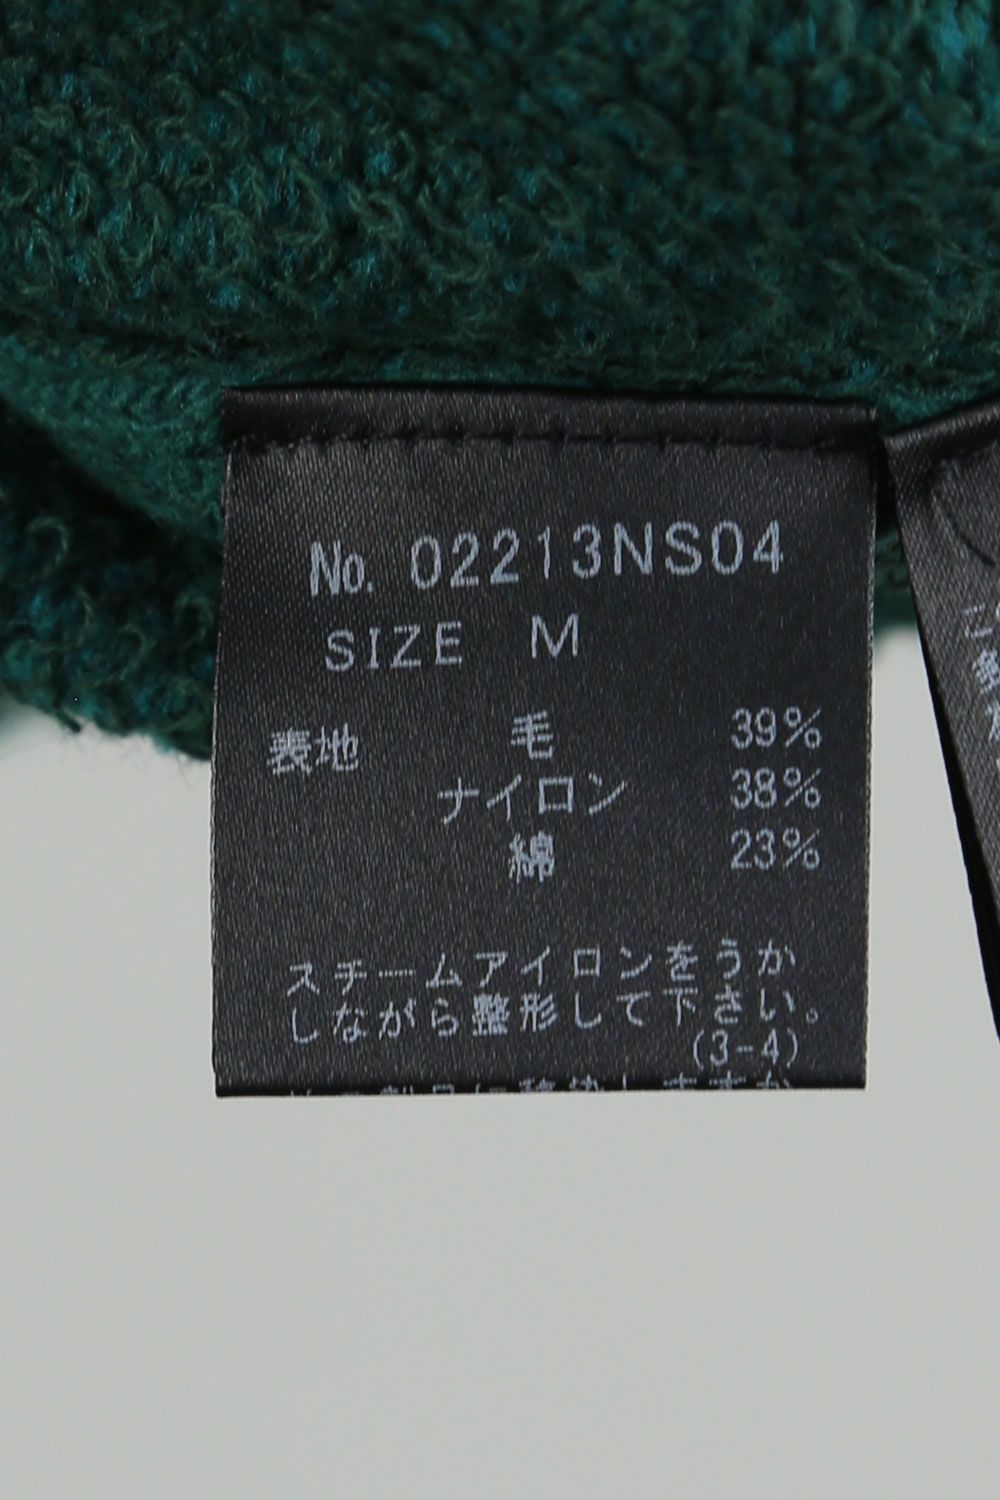 No. 02213NS04
SIZE M
表地 毛 39%
ナイロン 38%
綿 23%
スチームアイロンをうか
しながら整形して下さい。
(3-4)